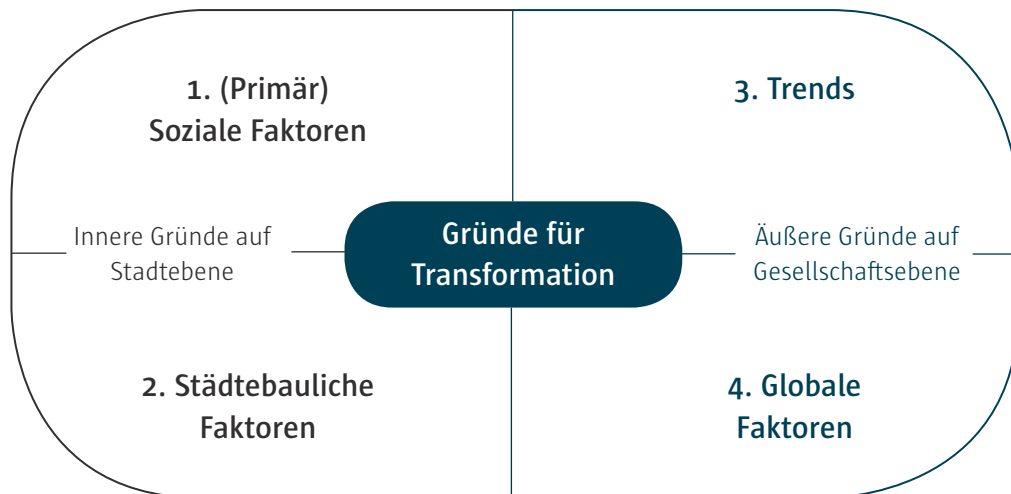 1. (Primär)
Soziale Faktoren
3. Trends
Innere Gründe auf
Stadtebene
Gründe für
Transformation
Äußere Gründe auf
Gesellschaftsebene
2. Städtebauliche
Faktoren
4. Globale
Faktoren